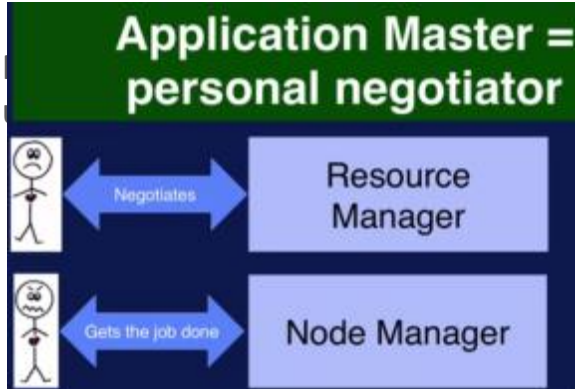 Application Master =
personal negotiator
Negotiates
Resource
Manager
Gets the job done
Node Manager